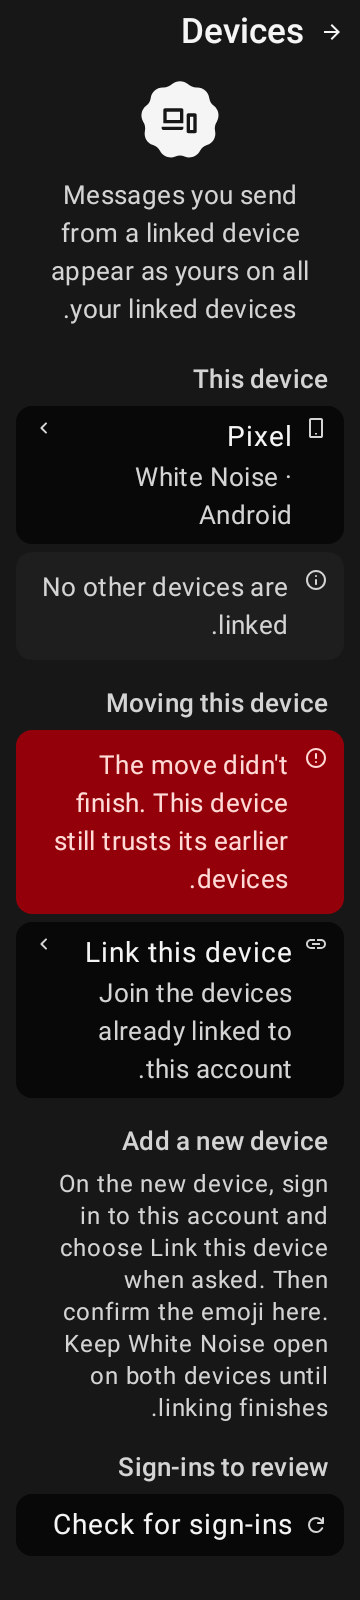 Devices
Messages you send
from a linked device
appear as yours on all
.your linked devices
This device
Pixel
White Noise ·
Android
No other devices are
.linked
Moving this device
The move didn't
finish. This device
still trusts its earlier
.devices
Link this device
Join the devices
already linked to
.this account
Add a new device
On the new device, sign
in to this account and
choose Link this device
when asked. Then
confirm the emoji here.
Keep White Noise open
on both devices until
.linking finishes
Sign-ins to review
Check for sign-ins